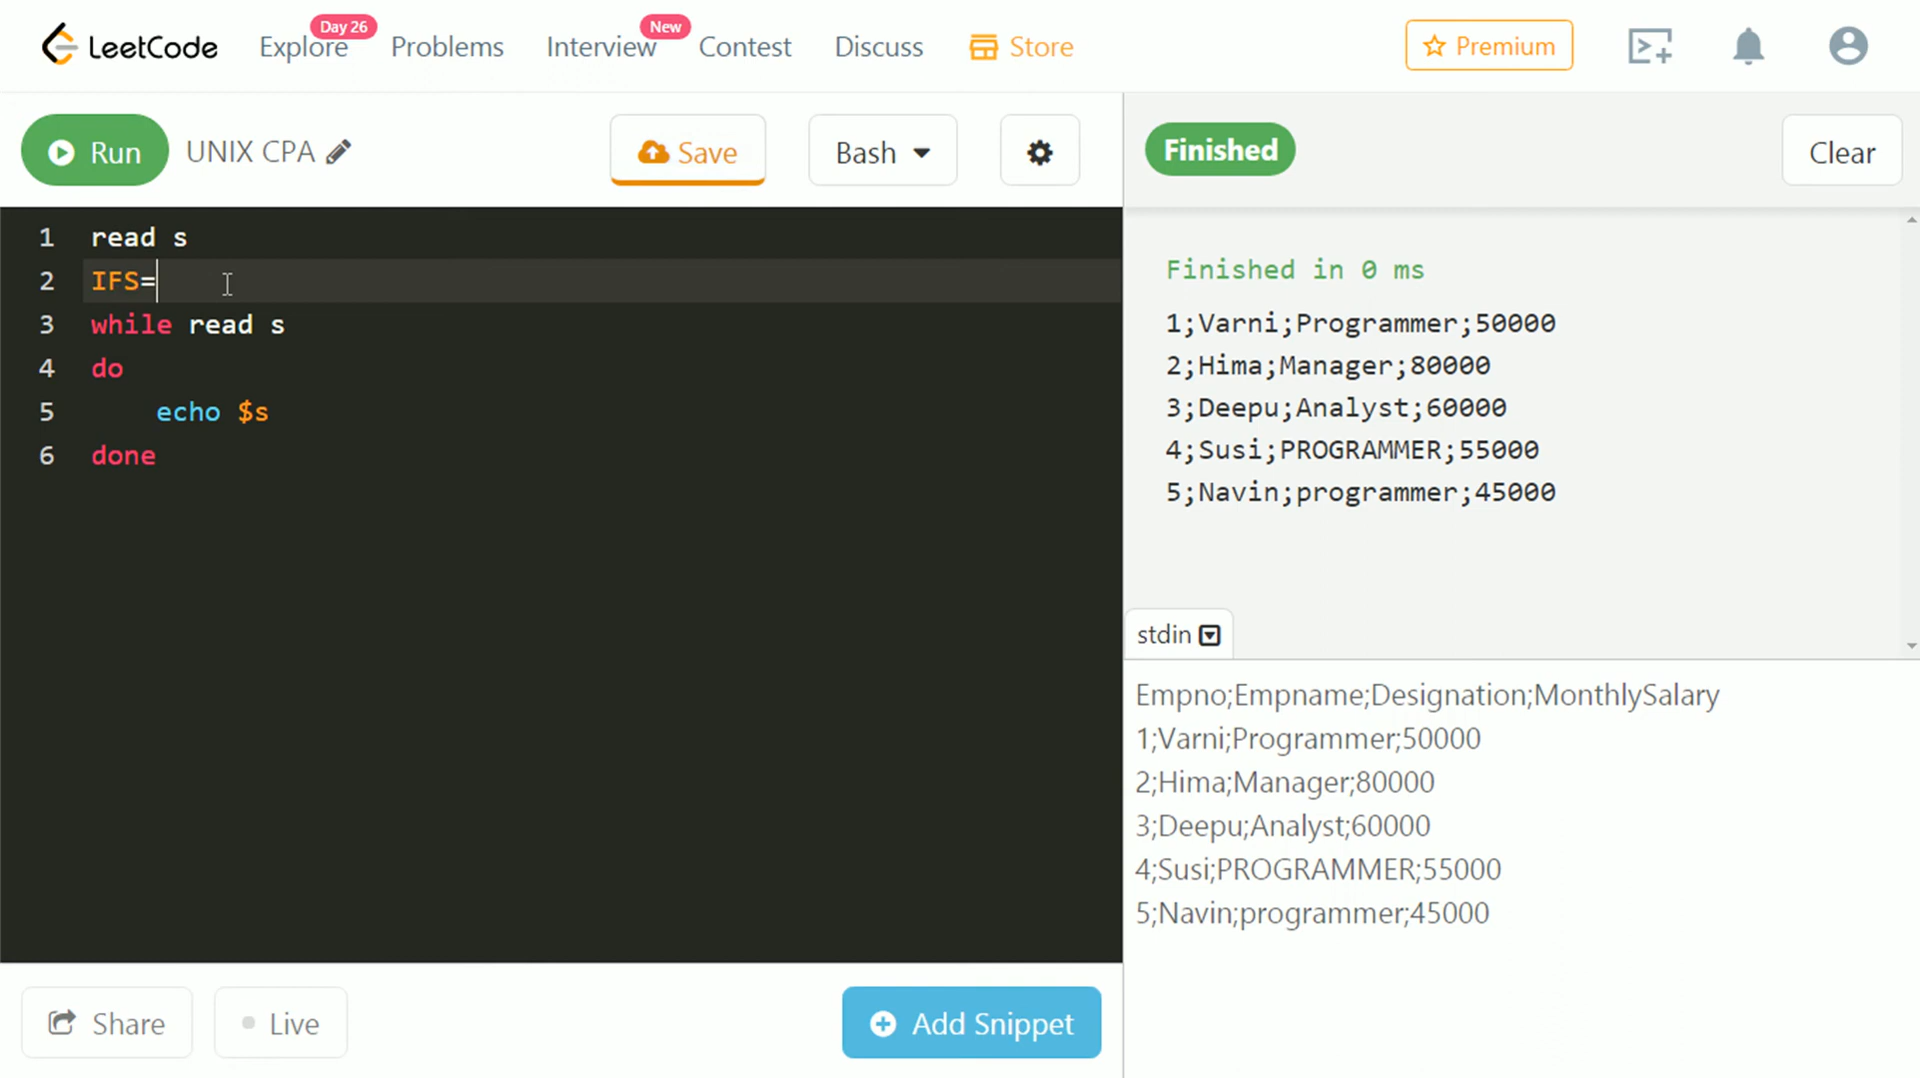 LeetCode Explore Day 26 Problems Interview New Contest Discuss Store Premium
Run UNIX CPA Save Bash Finished Clear
1 read s
2 IFS=
3 while read s
4 do
5 echo $s
6 done
Finished in 0 ms
1;Varni;Programmer;50000
2;Hima;Manager;80000
3;Deepu;Analyst;60000
4;Susi;PROGRAMMER;55000
5;Navin;programmer;45000
stdin
Empno;Empname;Designation;MonthlySalary
1;Varni;Programmer;50000
2;Hima;Manager;80000
3;Deepu;Analyst;60000
4;Susi;PROGRAMMER;55000
5;Navin;programmer;45000
Share Live Add Snippet